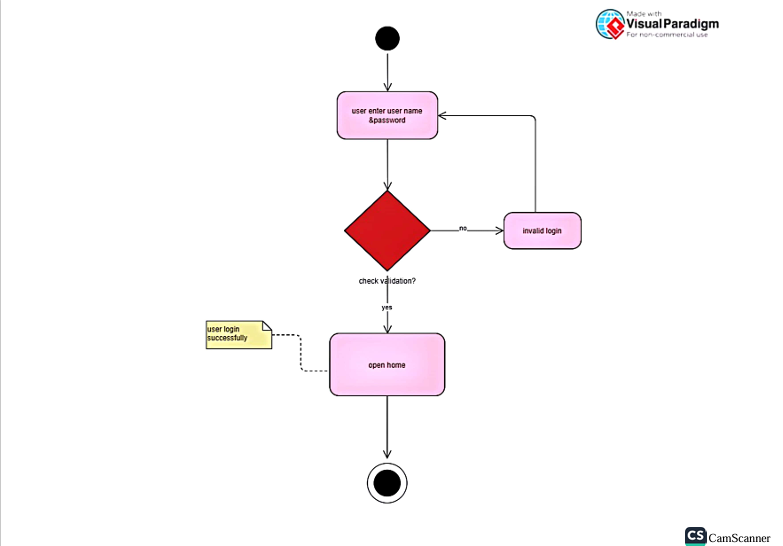 Made with
Visual Paradigm
For non-commercial use
user enter user name
&password
no
invalid login
check validation?
yes
user login
successfully
open home
CS CamScanner